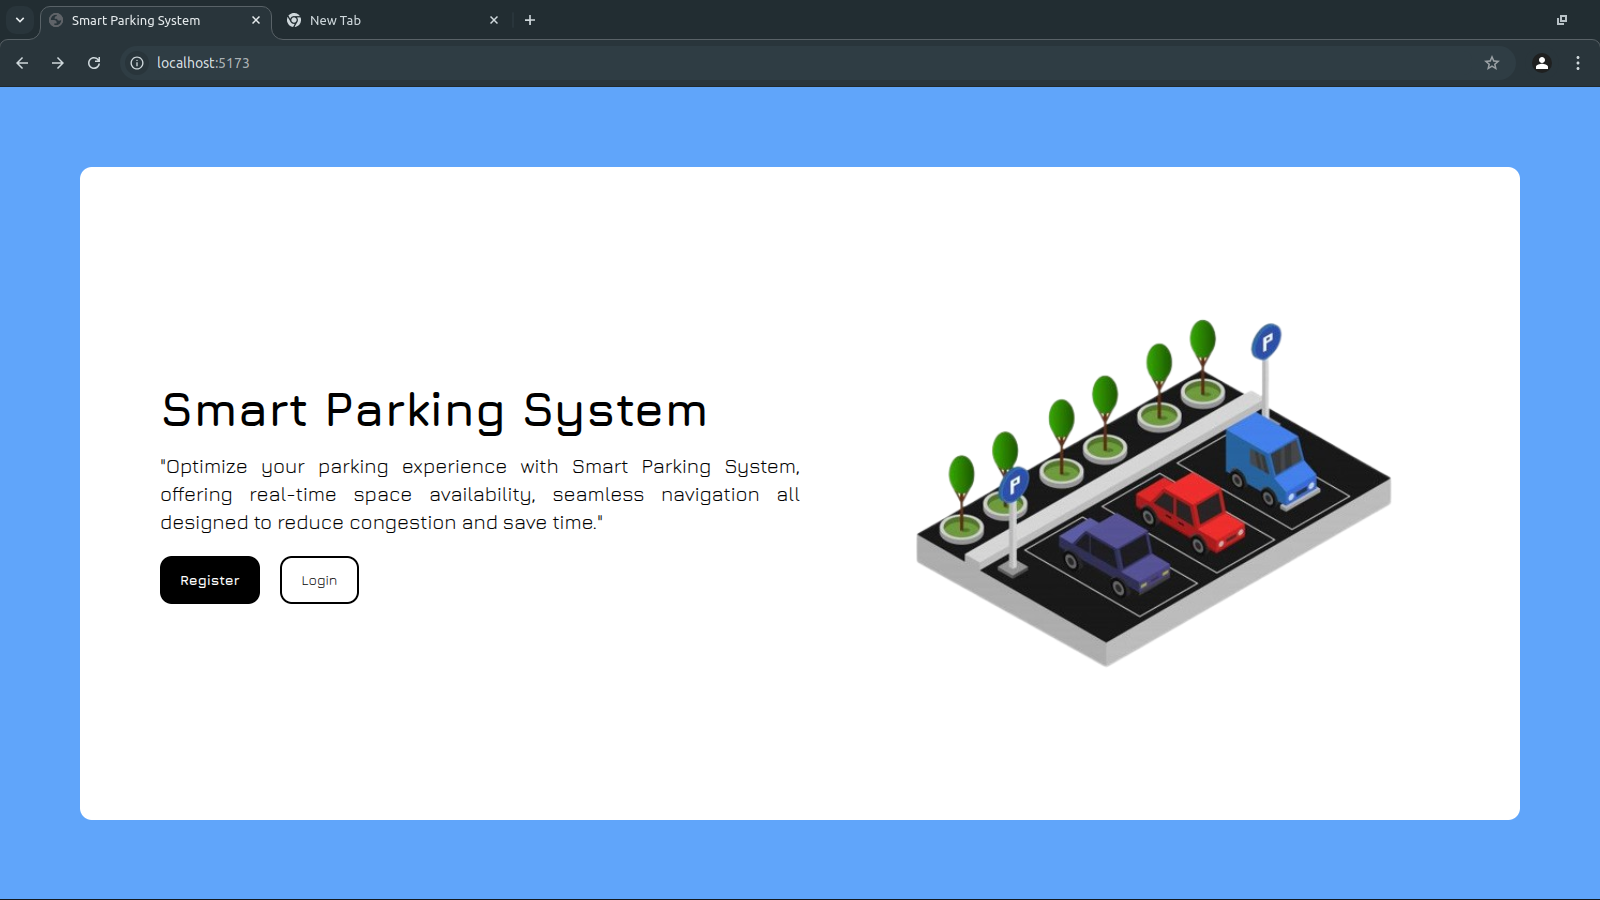 Smart Parking System
New Tab
localhost:5173
Smart Parking System
"Optimize your parking experience with Smart Parking System,
offering real-time space availability, seamless navigation all
designed to reduce congestion and save time."
Register
Login
P
P